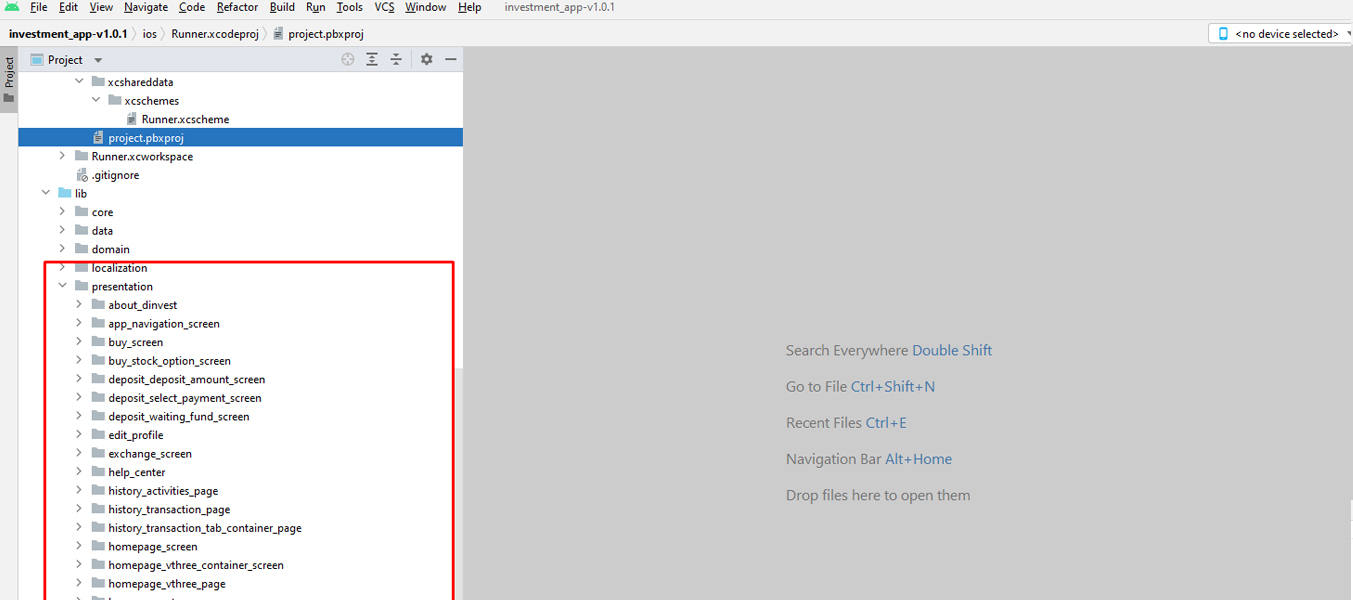 File Edit View Navigate Code Refactor Build Run Tools VCS Window Help investment_app-v1.0.1
investment_app-v1.0.1 ios Runner.xcodeproj project.pbxproj <no device selected>
Project
Project
xcshareddata
xcschemes
Runner.xcscheme
project.pbxproj
Runner.xcworkspace
.gitignore
lib
core
data
domain
localization
presentation
about_dinvest
app_navigation_screen
buy_screen
buy_stock_option_screen
deposit_deposit_amount_screen
deposit_select_payment_screen
deposit_waiting_fund_screen
edit_profile
exchange_screen
help_center
history_activities_page
history_transaction_page
history_transaction_tab_container_page
homepage_screen
homepage_vthree_container_screen
homepage_vthree_page
Search Everywhere Double Shift
Go to File Ctrl+Shift+N
Recent Files Ctrl+E
Navigation Bar Alt+Home
Drop files here to open them